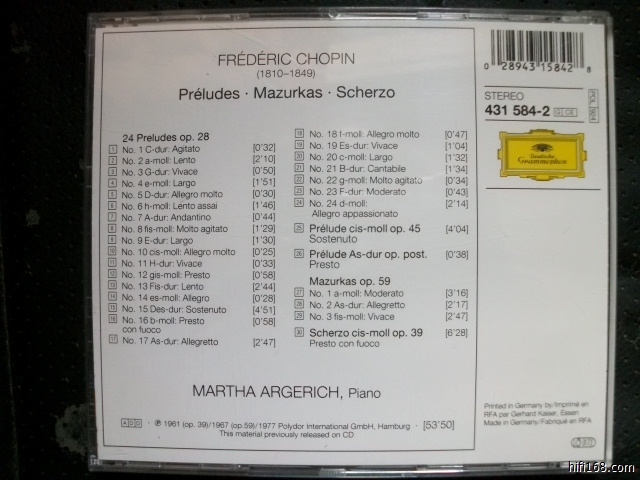 FRÉDÉRIC CHOPIN
(1810–1849)
Préludes · Mazurkas · Scherzo
24 Preludes op. 28
1 No. 1 C-dur: Agitato [0'32]
2 No. 2 a-moll: Lento [2'10]
3 No. 3 G-dur: Vivace [0'50]
4 No. 4 e-moll: Largo [1'51]
5 No. 5 D-dur: Allegro molto [0'30]
6 No. 6 h-moll: Lento assai [1'46]
7 No. 7 A-dur: Andantino [0'44]
8 No. 8 fis-moll: Molto agitato [1'29]
9 No. 9 E-dur: Largo [1'30]
10 No. 10 cis-moll: Allegro molto [0'25]
11 No. 11 H-dur: Vivace [0'33]
12 No. 12 gis-moll: Presto [0'58]
13 No. 13 Fis-dur: Lento [2'44]
14 No. 14 es-moll: Allegro [0'28]
15 No. 15 Des-dur: Sostenuto [4'51]
16 No. 16 b-moll: Presto [0'58]
con fuoco
17 No. 17 As-dur: Allegretto [2'47]
18 No. 18 f-moll: Allegro molto [0'47]
19 No. 19 Es-dur: Vivace [1'04]
20 No. 20 c-moll: Largo [1'32]
21 No. 21 B-dur: Cantabile [1'34]
22 No. 22 g-moll: Molto agitato [0'34]
23 No. 23 F-dur: Moderato [0'43]
24 No. 24 d-moll: [2'14]
Allegro appassionato
25 Prélude cis-moll op. 45 [4'04]
Sostenuto
26 Prélude As-dur op. post. [0'38]
Presto
Mazurkas op. 59
27 No. 1 a-moll: Moderato [3'16]
28 No. 2 As-dur: Allegretto [2'17]
29 No. 3 fis-moll: Vivace [2'47]
30 Scherzo cis-moll op. 39 [6'28]
Presto con fuoco
MARTHA ARGERICH, Piano
ADD · ℗ 1961 (op. 39)/1967 (op.59)/1977 Polydor International GmbH, Hamburg · [53'50]
This material previously released on CD
0 28943 15842 8
STEREO
431 584-2 G CE
Deutsche
Grammophon
Printed in Germany by/Imprimé en
RFA par Gerhard Kaiser, Essen
Made in Germany/Fabriqué en RFA
hifi168.com